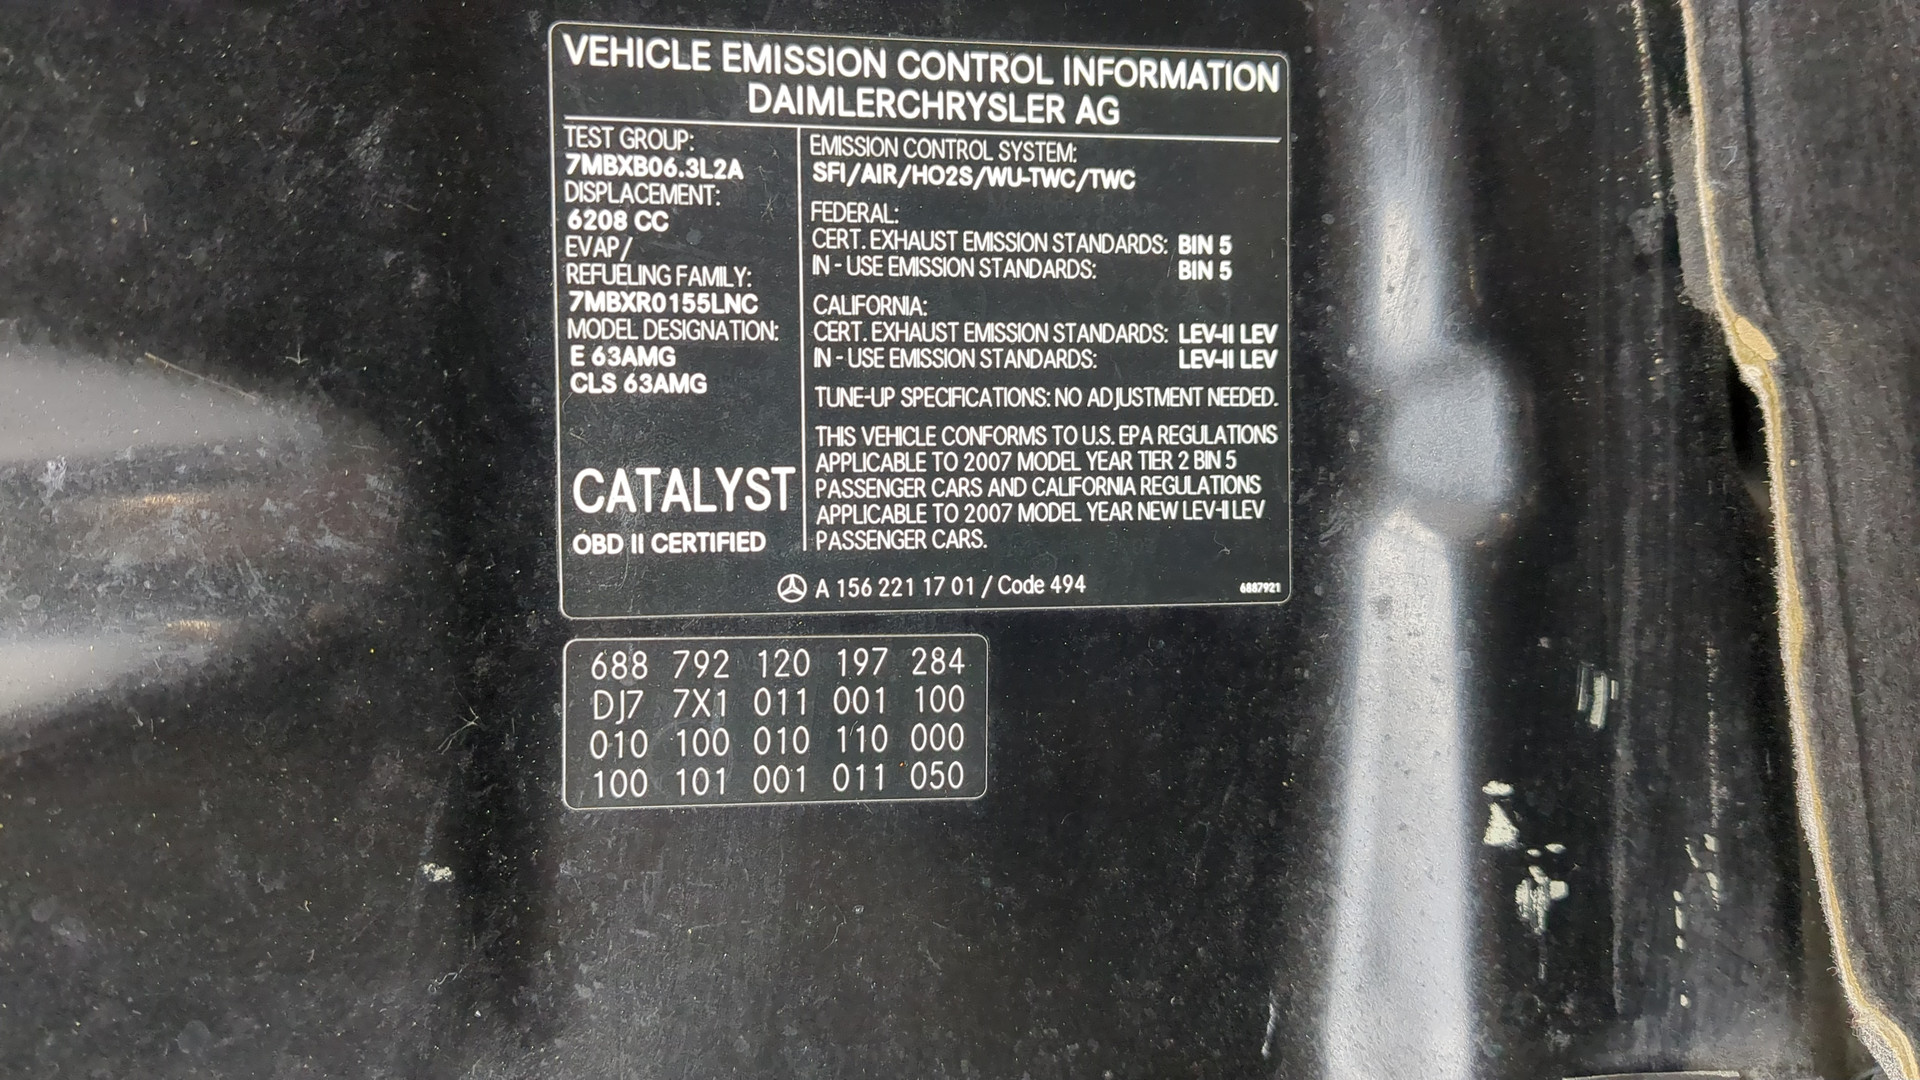 VEHICLE EMISSION CONTROL INFORMATION
DAIMLERCHRYSLER AG
TEST GROUP:
7MBXB06.3L2A
DISPLACEMENT:
6208 CC
EVAP/
REFUELING FAMILY:
7MBXR0155LNC
MODEL DESIGNATION:
E 63AMG
CLS 63AMG
CATALYST
OBD II CERTIFIED
EMISSION CONTROL SYSTEM:
SFI/AIR/HO2S/WU-TWC/TWC
FEDERAL:
CERT. EXHAUST EMISSION STANDARDS: BIN 5
IN - USE EMISSION STANDARDS: BIN 5
CALIFORNIA:
CERT. EXHAUST EMISSION STANDARDS: LEV-II LEV
IN - USE EMISSION STANDARDS: LEV-II LEV
TUNE-UP SPECIFICATIONS: NO ADJUSTMENT NEEDED.
THIS VEHICLE CONFORMS TO U.S. EPA REGULATIONS
APPLICABLE TO 2007 MODEL YEAR TIER 2 BIN 5
PASSENGER CARS AND CALIFORNIA REGULATIONS
APPLICABLE TO 2007 MODEL YEAR NEW LEV-II LEV
PASSENGER CARS.
A 156 221 17 01 / Code 494
6887921
688 792 120 197 284
DJ7 7X1 011 001 100
010 100 010 110 000
100 101 001 011 050